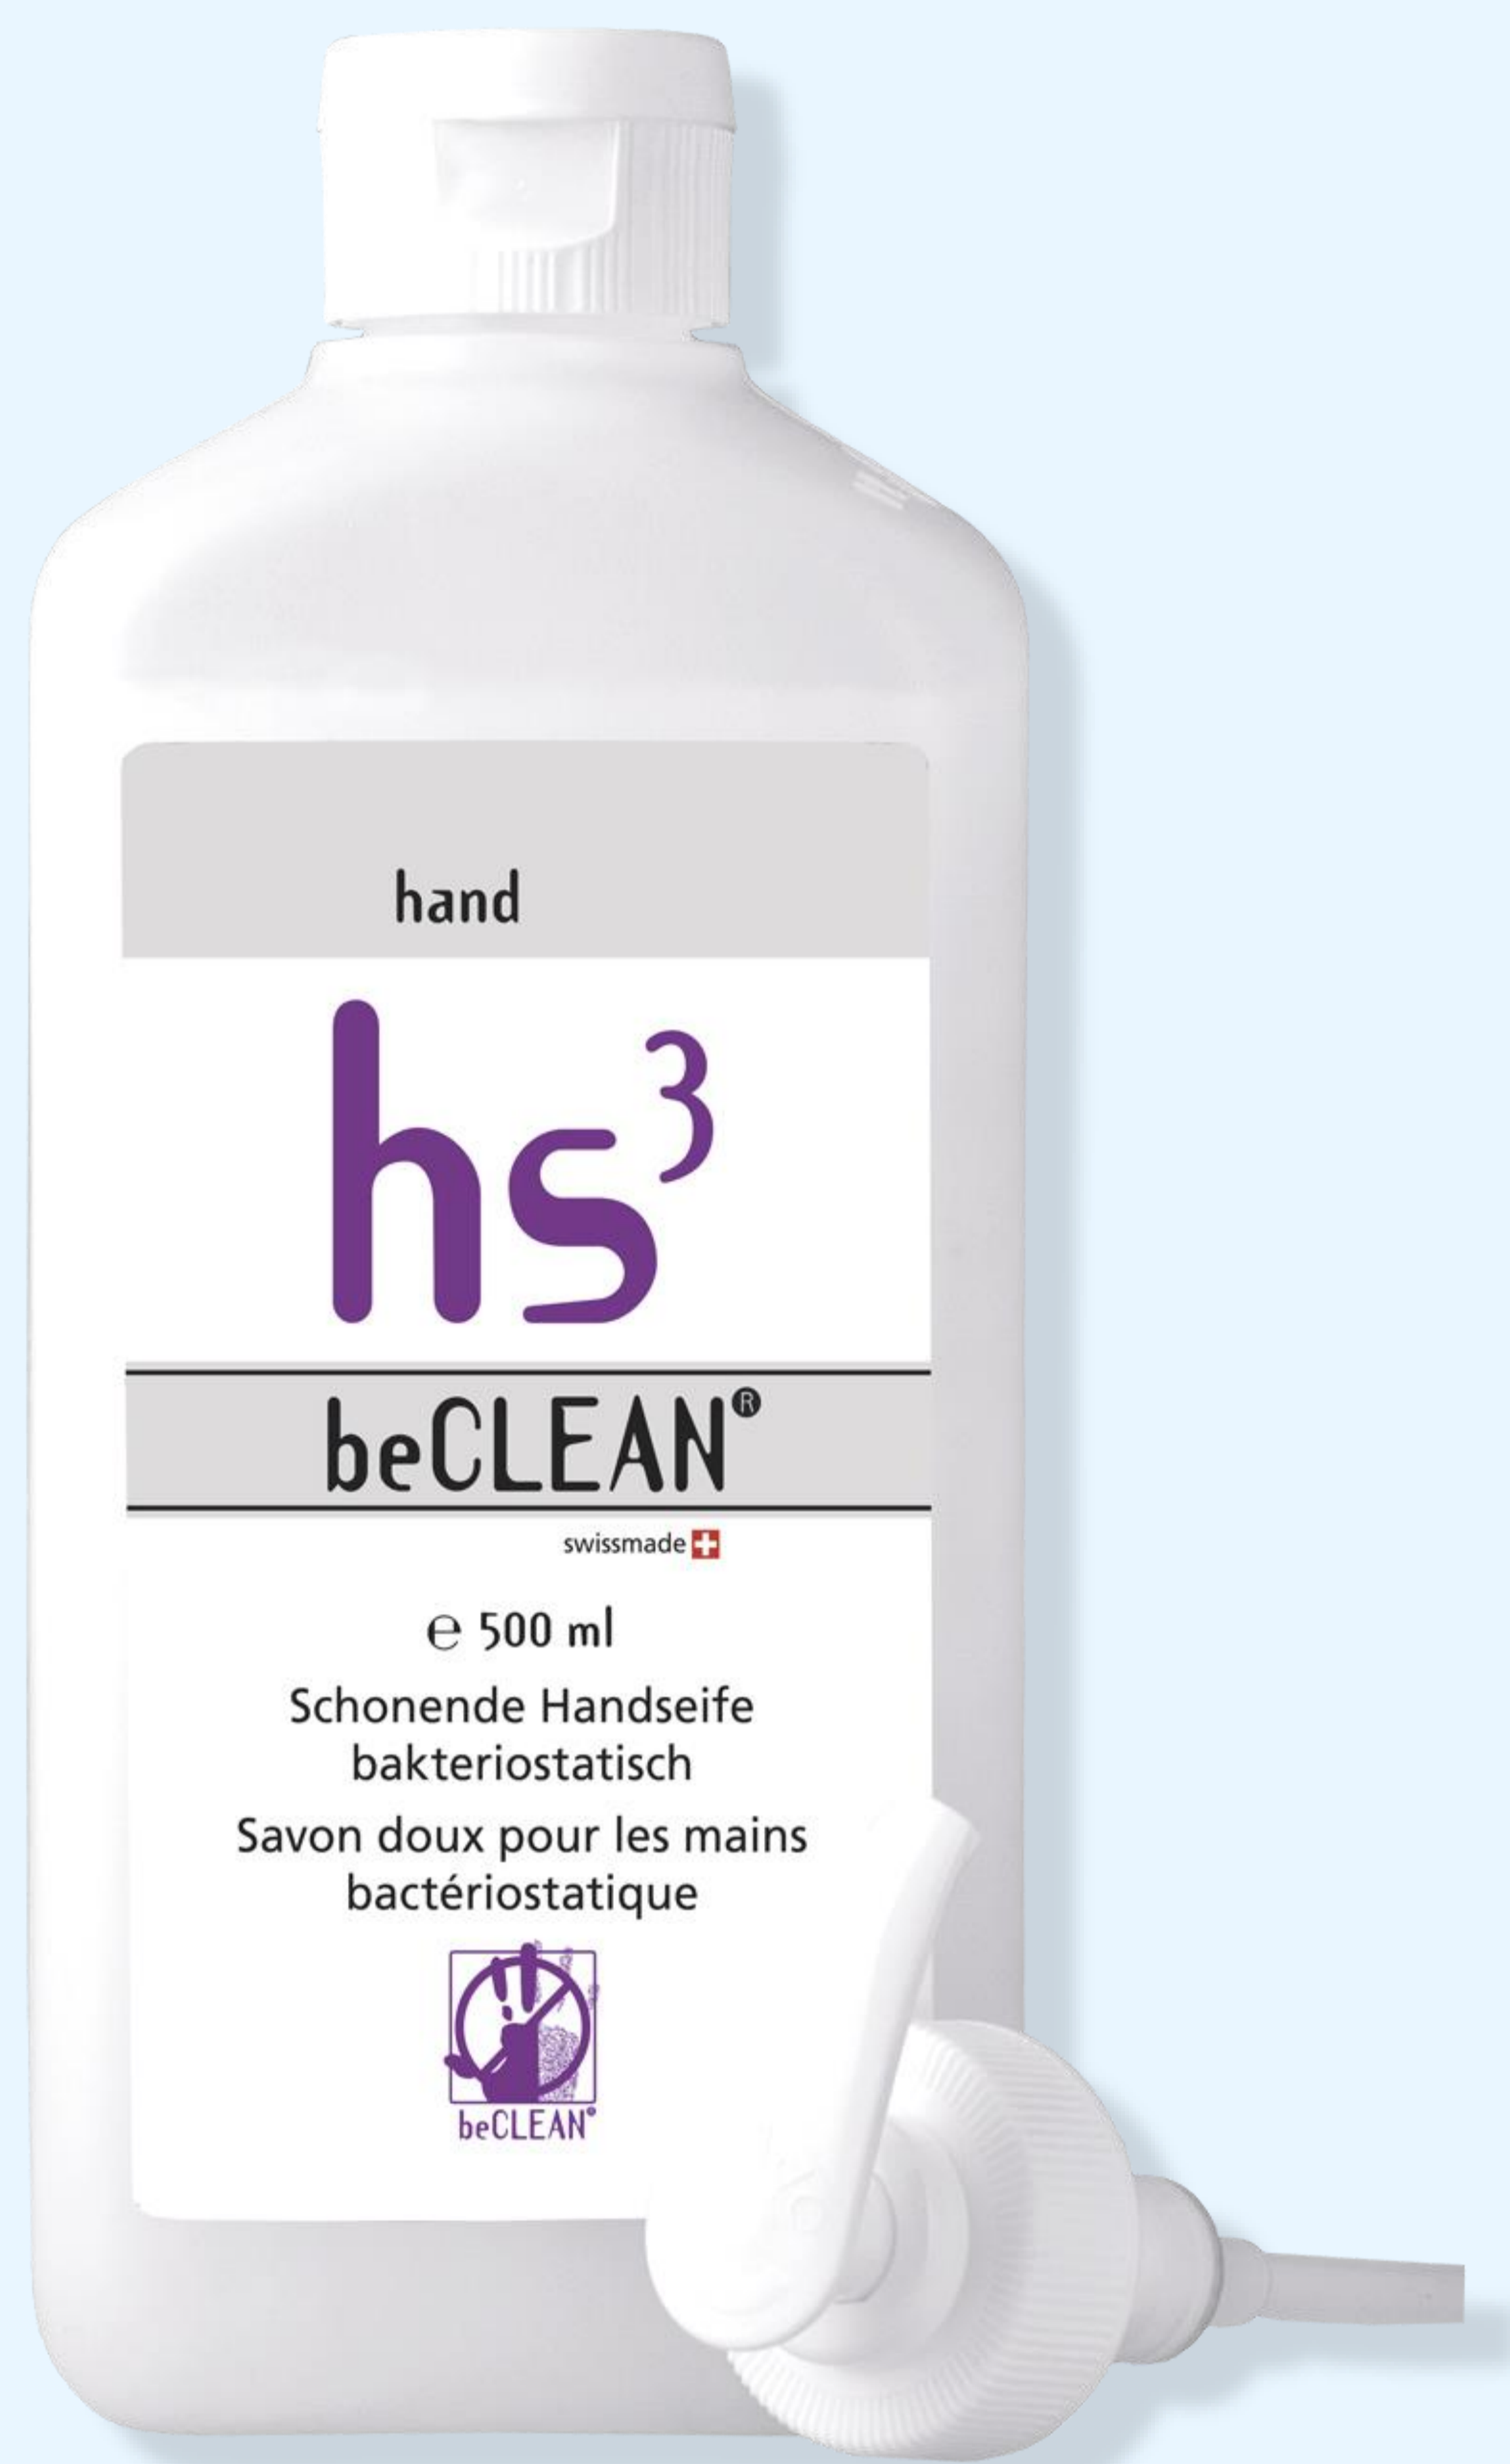 hand
hs³
beCLEAN®
swissmade
℮ 500 ml
Schonende Handseife
bakteriostatisch
Savon doux pour les mains
bactériostatique
beCLEAN®